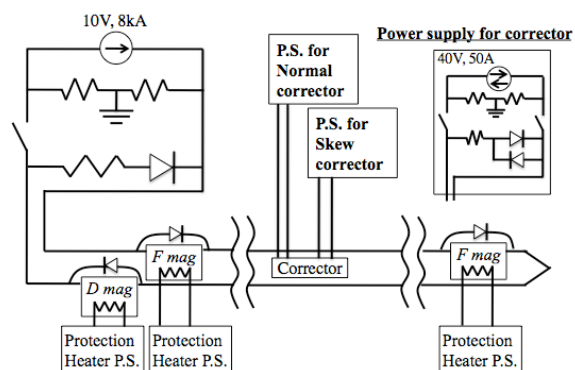 10V, 8kA
P.S. for
Normal
corrector
P.S. for
Skew
corrector
Power supply for corrector
40V, 50A
F mag
D mag
Corrector
F mag
Protection
Heater P.S.
Protection
Heater P.S.
Protection
Heater P.S.